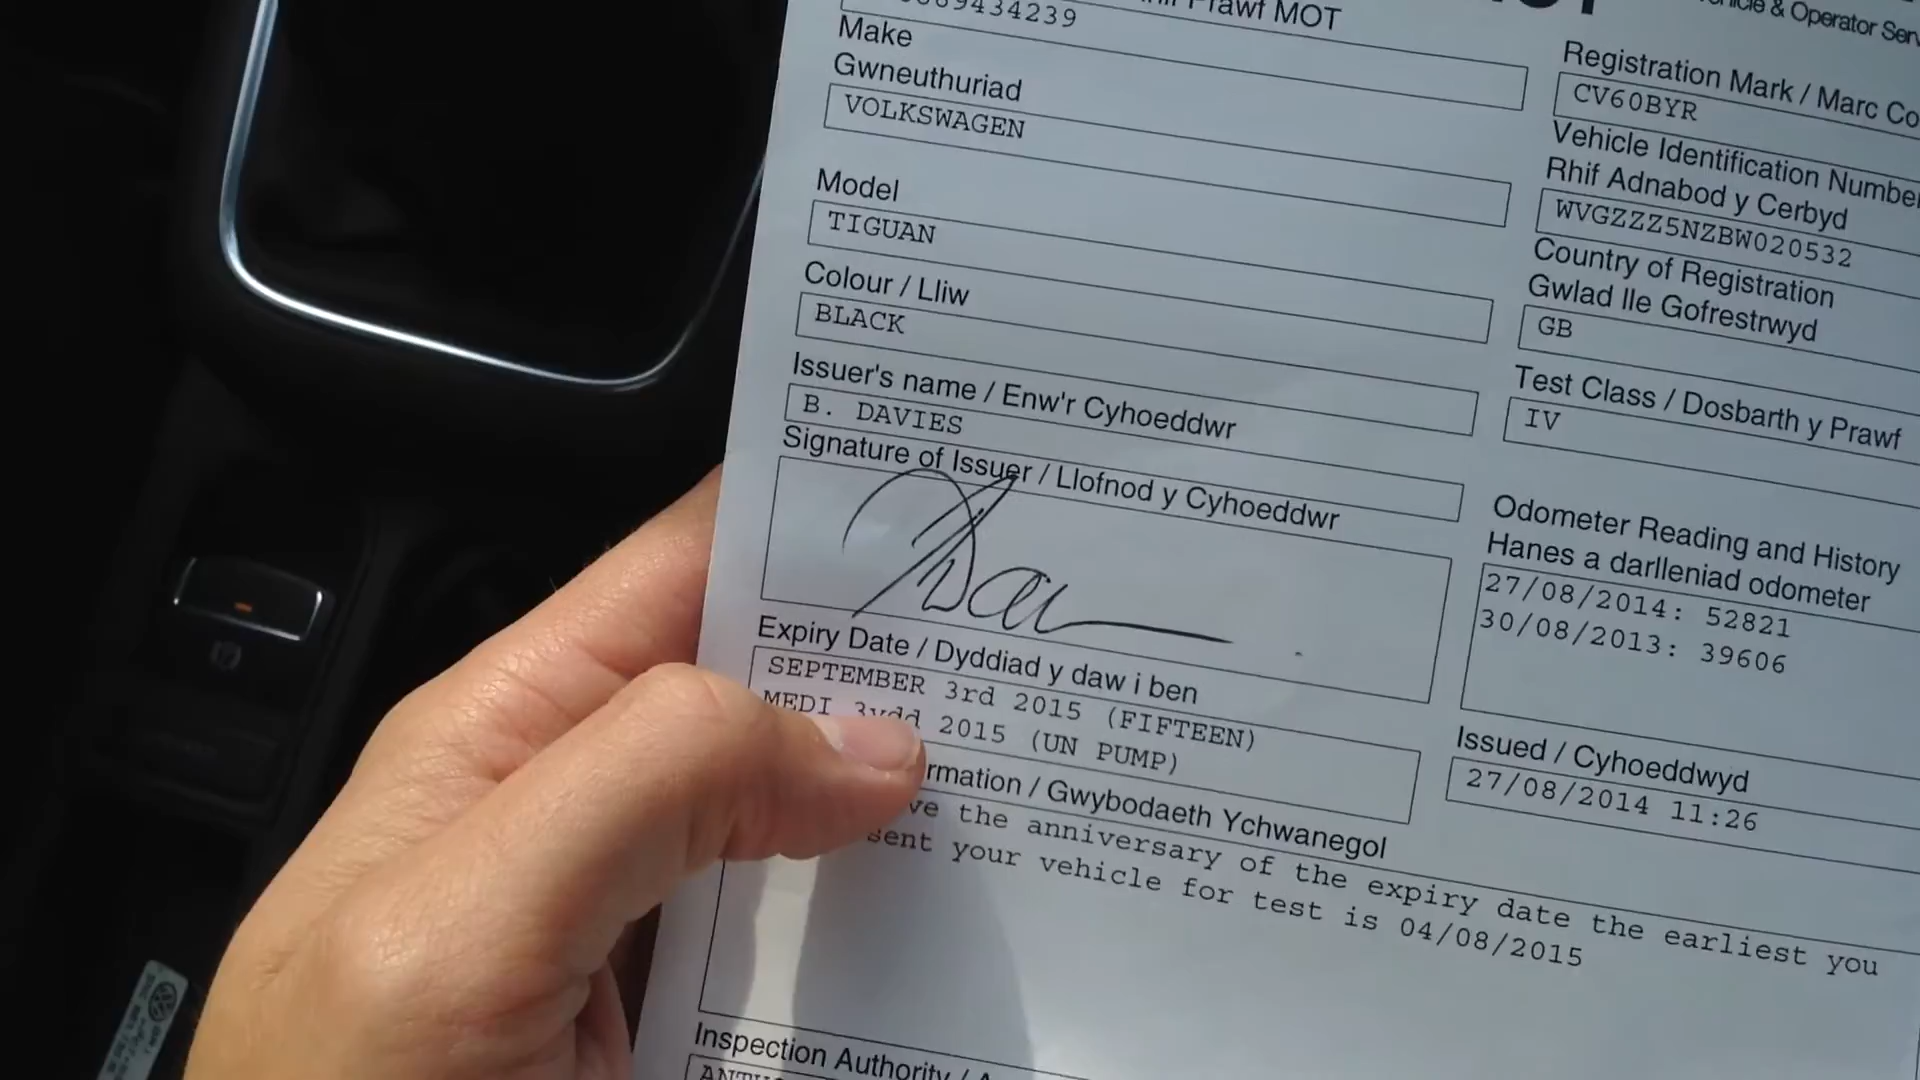 Prawf MOT
Make
Gwneuthuriad
VOLKSWAGEN
Model
TIGUAN
Colour / Lliw
BLACK
Issuer's name / Enw'r Cyhoeddwr
B. DAVIES
Signature of Issuer / Llofnod y Cyhoeddwr
Expiry Date / Dyddiad y daw i ben
SEPTEMBER 3rd 2015 (FIFTEEN)
MEDI 3ydd 2015 (UN PUMP)
Gwybodaeth Ychwanegol
the anniversary of the expiry date the earliest you
your vehicle for test is 04/08/2015
Inspection Authority /
& Operator
Registration Mark / Marc
CV60BYR
Vehicle Identification Number
Rhif Adnabod y Cerbyd
WVGZZZ5NZBW020532
Country of Registration
Gwlad lle Gofrestrwyd
GB
Test Class / Dosbarth y Prawf
IV
Odometer Reading and History
Hanes a darlleniad odometer
27/08/2014: 52821
30/08/2013: 39606
Issued / Cyhoeddwyd
27/08/2014 11:26